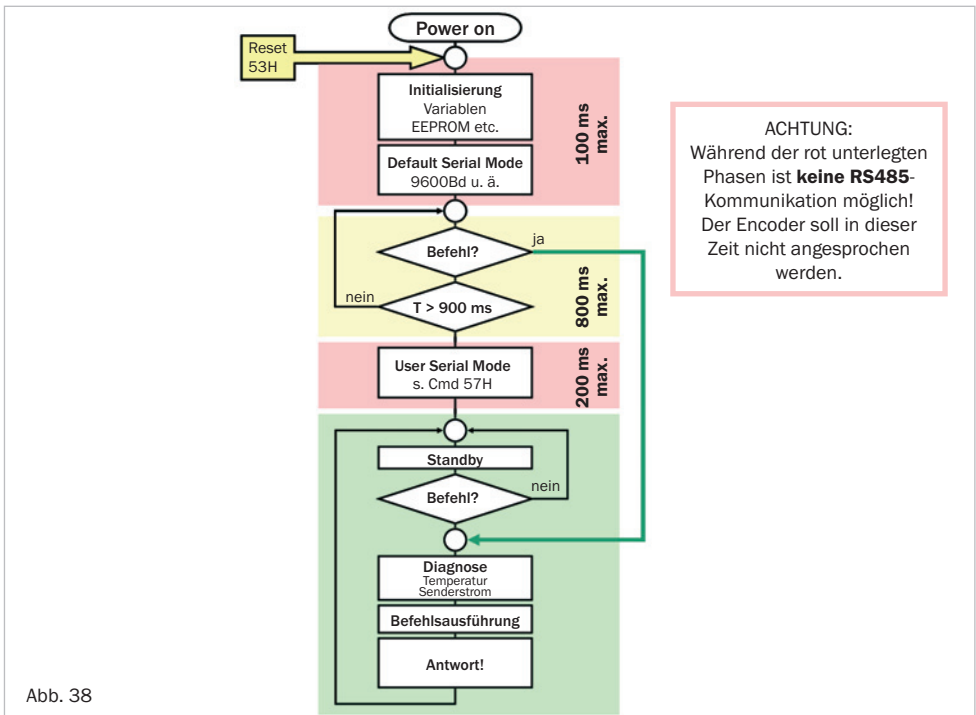 Power on
Reset
53H
Initialisierung
Variablen
EEPROM etc.
Default Serial Mode
9600Bd u. ä.
100 ms
max.
ACHTUNG:
Während der rot unterlegten
Phasen ist keine RS485-
Kommunikation möglich!
Der Encoder soll in dieser
Zeit nicht angesprochen
werden.
Befehl?
ja
nein
T > 900 ms
800 ms
max.
User Serial Mode
s. Cmd 57H
200 ms
max.
Standby
nein
Befehl?
Diagnose
Temperatur
Senderstrom
Befehlsausführung
Antwort!
Abb. 38